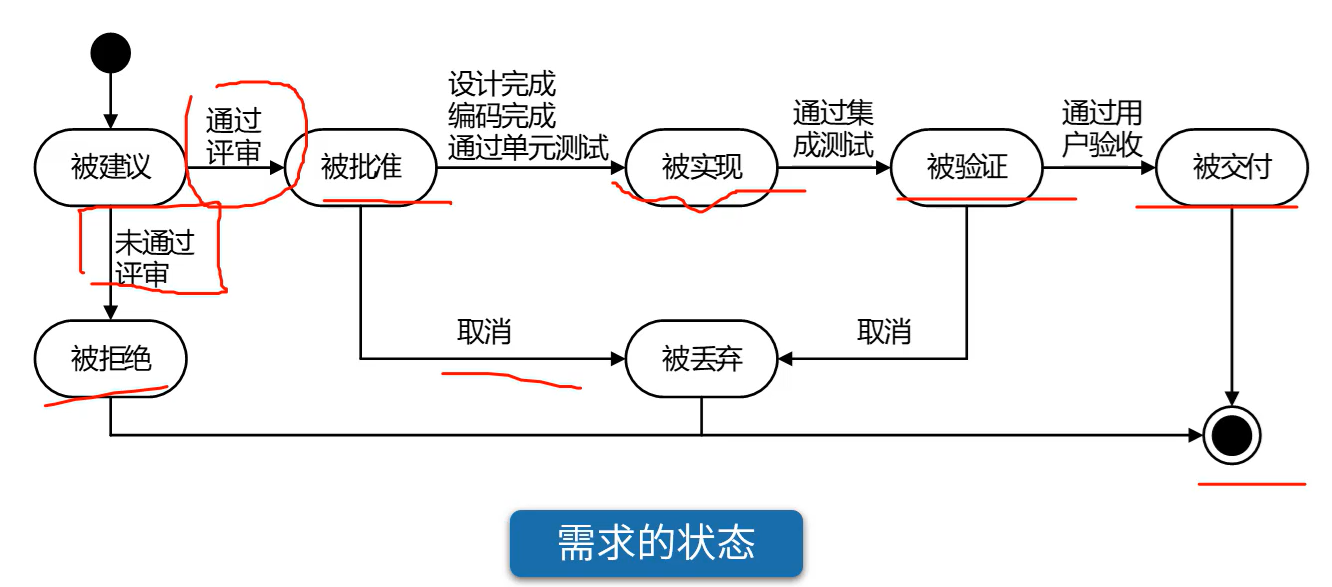 设计完成
编码完成
通过单元测试
通过
评审
通过集
成测试
通过用
户验收
被建议
被批准
被实现
被验证
被交付
未通过
评审
取消
取消
被拒绝
被丢弃
需求的状态